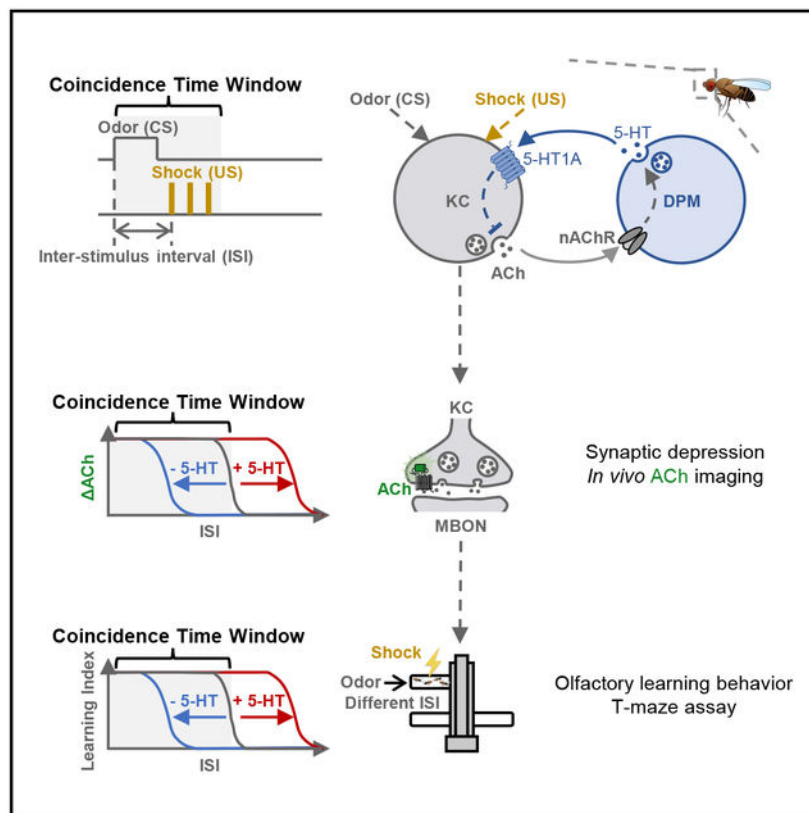 Coincidence Time Window
Odor (CS)
Shock (US)
Inter-stimulus interval (ISI)
Odor (CS)
Shock (US)
5-HT
5-HT1A
KC
DPM
nAChR
ACh
Coincidence Time Window
ΔACh
- 5-HT
+ 5-HT
ISI
KC
ACh
MBON
Synaptic depression
In vivo ACh imaging
Coincidence Time Window
Learning Index
- 5-HT
+ 5-HT
ISI
Shock
Odor
Different ISI
Olfactory learning behavior
T-maze assay